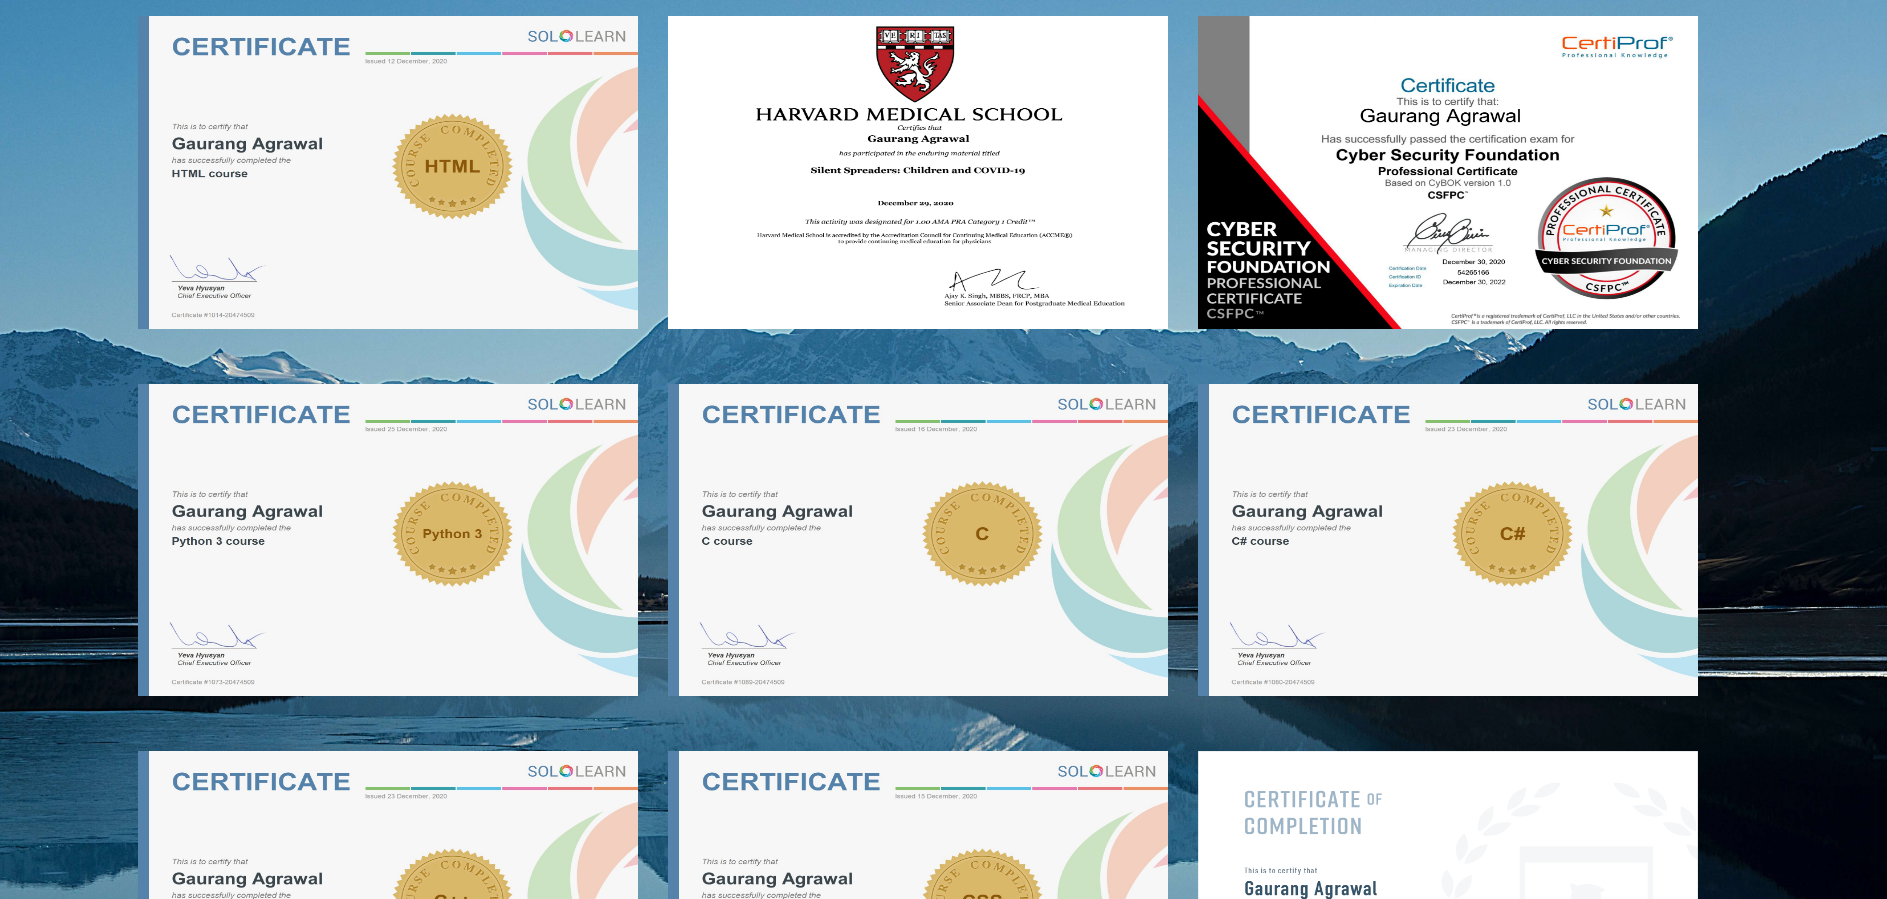 CERTIFICATE
SOLOLEARN
Issued 12 December, 2020
This is to certify that
Gaurang Agrawal
has successfully completed the
HTML course
COURSE COMPLETED
HTML
Yeva Hyusyan
Chief Executive Officer
Certificate #1014-20474509
VE RI TAS
HARVARD MEDICAL SCHOOL
Certifies that
Gaurang Agrawal
has participated in the enduring material titled
Silent Spreaders: Children and COVID-19
December 29, 2020
This activity was designated for 1.00 AMA PRA Category 1 Credit™
Harvard Medical School is accredited by the Accreditation Council for Continuing Medical Education (ACCME®)
to provide continuing medical education for physicians
Ajay K. Singh, MBBS, FRCP, MBA
Senior Associate Dean for Postgraduate Medical Education
CertiProf®
Professional Knowledge
Certificate
This is to certify that:
Gaurang Agrawal
Has successfully passed the certification exam for
Cyber Security Foundation
Professional Certificate
Based on CyBOK version 1.0
CSFPC™
MANAGING DIRECTOR
Certification Date December 30, 2020
Certification ID 54265166
Expiration Date December 30, 2022
CYBER
SECURITY
FOUNDATION
PROFESSIONAL
CERTIFICATE
CSFPC™
PROFESSIONAL CERTIFICATE
CertiProf®
Professional Knowledge
CYBER SECURITY FOUNDATION
CSFPC™
CertiProf® is a registered trademark of CertiProf, LLC in the United States and/or other countries.
CSFPC™ is a trademark of CertiProf, LLC. All rights reserved.
CERTIFICATE
SOLOLEARN
Issued 25 December, 2020
This is to certify that
Gaurang Agrawal
has successfully completed the
Python 3 course
COURSE COMPLETED
Python 3
Yeva Hyusyan
Chief Executive Officer
Certificate #1073-20474509
CERTIFICATE
SOLOLEARN
Issued 16 December, 2020
This is to certify that
Gaurang Agrawal
has successfully completed the
C course
COURSE COMPLETED
C
Yeva Hyusyan
Chief Executive Officer
Certificate #1089-20474509
CERTIFICATE
SOLOLEARN
Issued 23 December, 2020
This is to certify that
Gaurang Agrawal
has successfully completed the
C# course
COURSE COMPLETED
C#
Yeva Hyusyan
Chief Executive Officer
Certificate #1080-20474509
CERTIFICATE
SOLOLEARN
Issued 23 December, 2020
This is to certify that
Gaurang Agrawal
has successfully completed the
COURSE COMPLETED
C++
CERTIFICATE
SOLOLEARN
Issued 15 December, 2020
This is to certify that
Gaurang Agrawal
has successfully completed the
COURSE COMPLETED
CSS
CERTIFICATE OF
COMPLETION
This is to certify that
Gaurang Agrawal